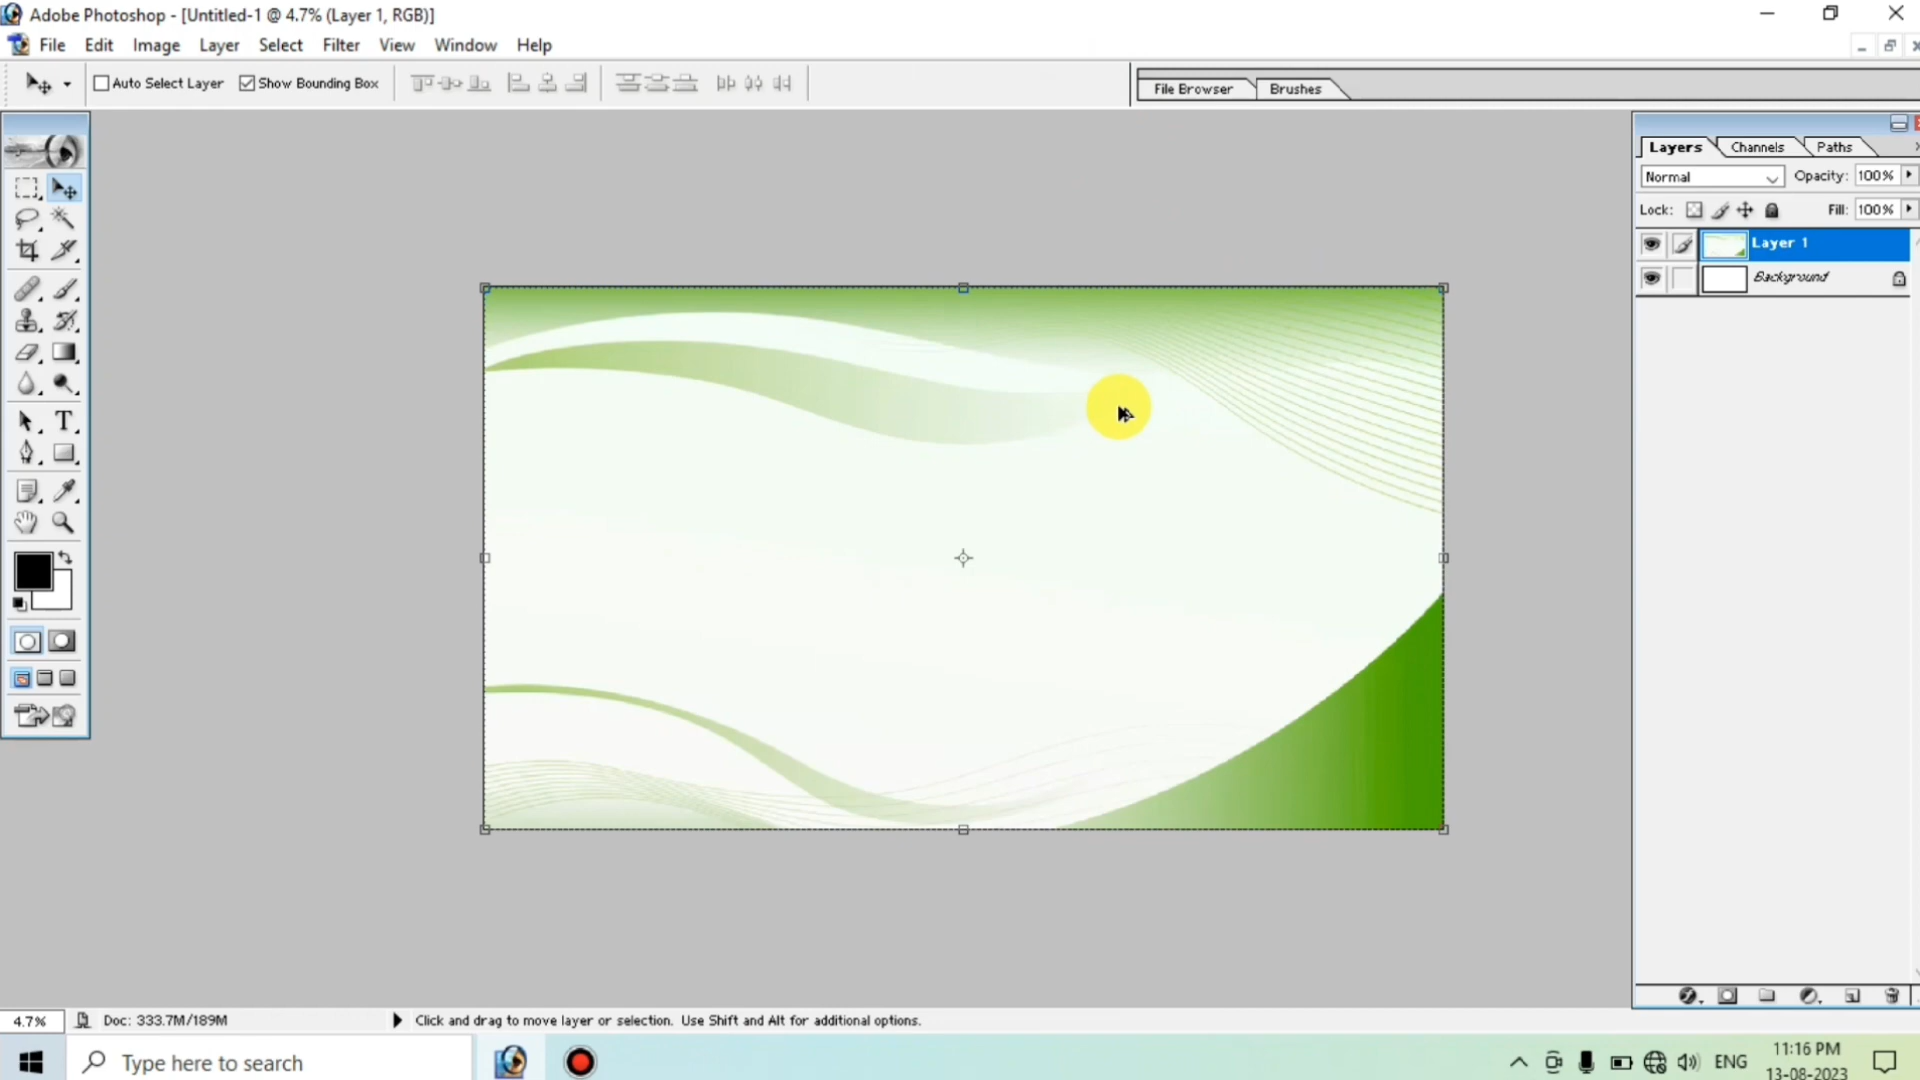 Adobe Photoshop - [Untitled-1 @ 4.7% (Layer 1, RGB)]
File Edit Image Layer Select Filter View Window Help
Auto Select Layer Show Bounding Box File Browser Brushes
Layers Channels Paths
Normal Opacity: 100%
Lock: Fill: 100%
Layer 1
Background
T
4.7% Doc: 333.7M/189M Click and drag to move layer or selection. Use Shift and Alt for additional options.
Type here to search ENG 11:16 PM
13-08-2023